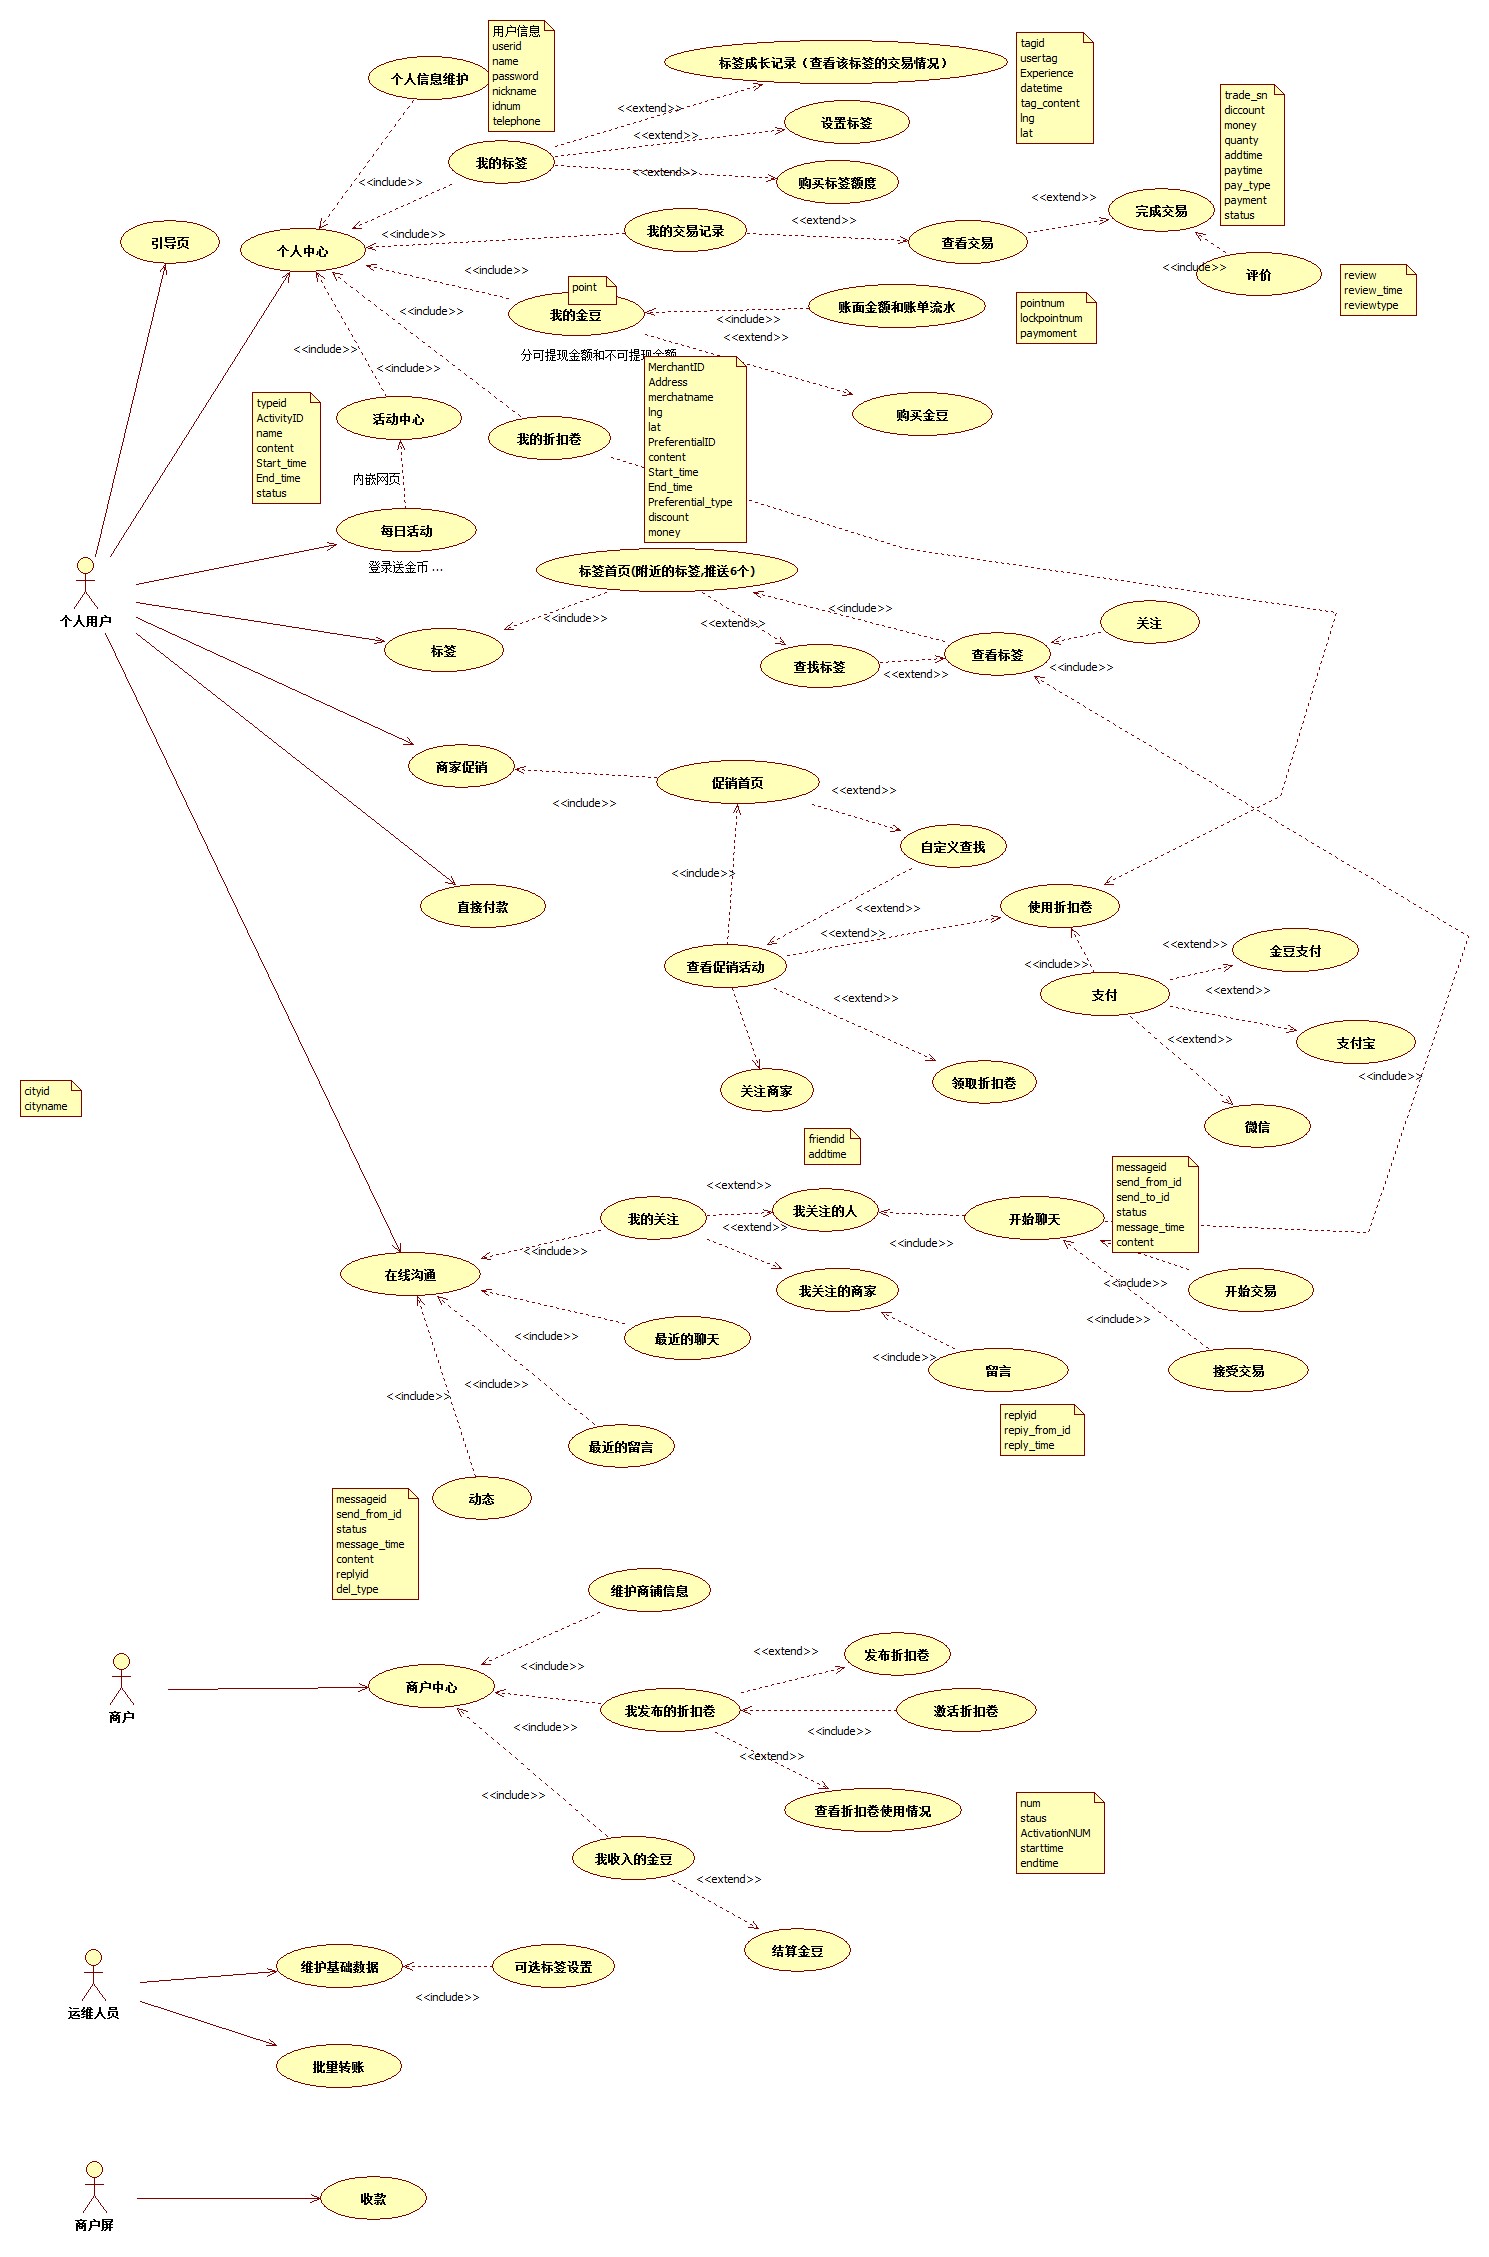 用户信息
userid
name
password
nickname
idnum
telephone
个人信息维护
标签成长记录（查看该标签的交易情况）
tagid
usertag
Experience
datetime
tag_content
lng
lat
trade_sn
diccount
money
quanty
addtime
paytime
pay_type
payment
status
<<extend>>
设置标签
<<extend>>
我的标签
<<extend>>
购买标签额度
<<include>>
<<extend>>
完成交易
引导页
个人中心
<<include>>
我的交易记录
<<extend>>
查看交易
<<include>>
评价
review
review_time
reviewtype
<<include>>
point
我的金豆
账面金额和账单流水
pointnum
lockpointnum
paymoment
<<include>>
<<include>>
<<extend>>
<<include>>
分可提现金额和不可提现金额
<<include>>
MerchantID
Address
merchatname
lng
lat
PreferentialID
content
Start_time
End_time
Preferential_type
discount
money
typeid
ActivityID
name
content
Start_time
End_time
status
活动中心
购买金豆
我的折扣卷
内嵌网页
每日活动
登录送金币 ...
标签首页(附近的标签,推送6个)
个人用户
<<include>>
<<extend>>
<<include>>
关注
标签
查找标签
查看标签
<<extend>>
<<include>>
商家促销
促销首页
<<include>>
<<extend>>
自定义查找
<<include>>
直接付款
<<extend>>
使用折扣卷
<<extend>>
查看促销活动
<<include>>
<<extend>>
金豆支付
支付
<<extend>>
<<extend>>
<<extend>>
支付宝
关注商家
领取折扣卷
<<include>>
cityid
cityname
微信
friendid
addtime
messageid
send_from_id
send_to_id
status
message_time
content
<<extend>>
我的关注
我关注的人
开始聊天
<<extend>>
<<include>>
<<include>>
在线沟通
我关注的商家
<<include>>
开始交易
<<include>>
最近的聊天
<<include>>
<<include>>
留言
接受交易
<<include>>
<<include>>
replyid
repiy_from_id
reply_time
最近的留言
动态
messageid
send_from_id
status
message_time
content
replyid
del_type
维护商铺信息
<<extend>>
发布折扣卷
商户
商户中心
<<include>>
我发布的折扣卷
激活折扣卷
<<include>>
<<include>>
<<extend>>
<<include>>
查看折扣卷使用情况
num
staus
ActivationNUM
starttime
endtime
我收入的金豆
<<extend>>
结算金豆
维护基础数据
可选标签设置
<<include>>
运维人员
批量转账
收款
商户屏